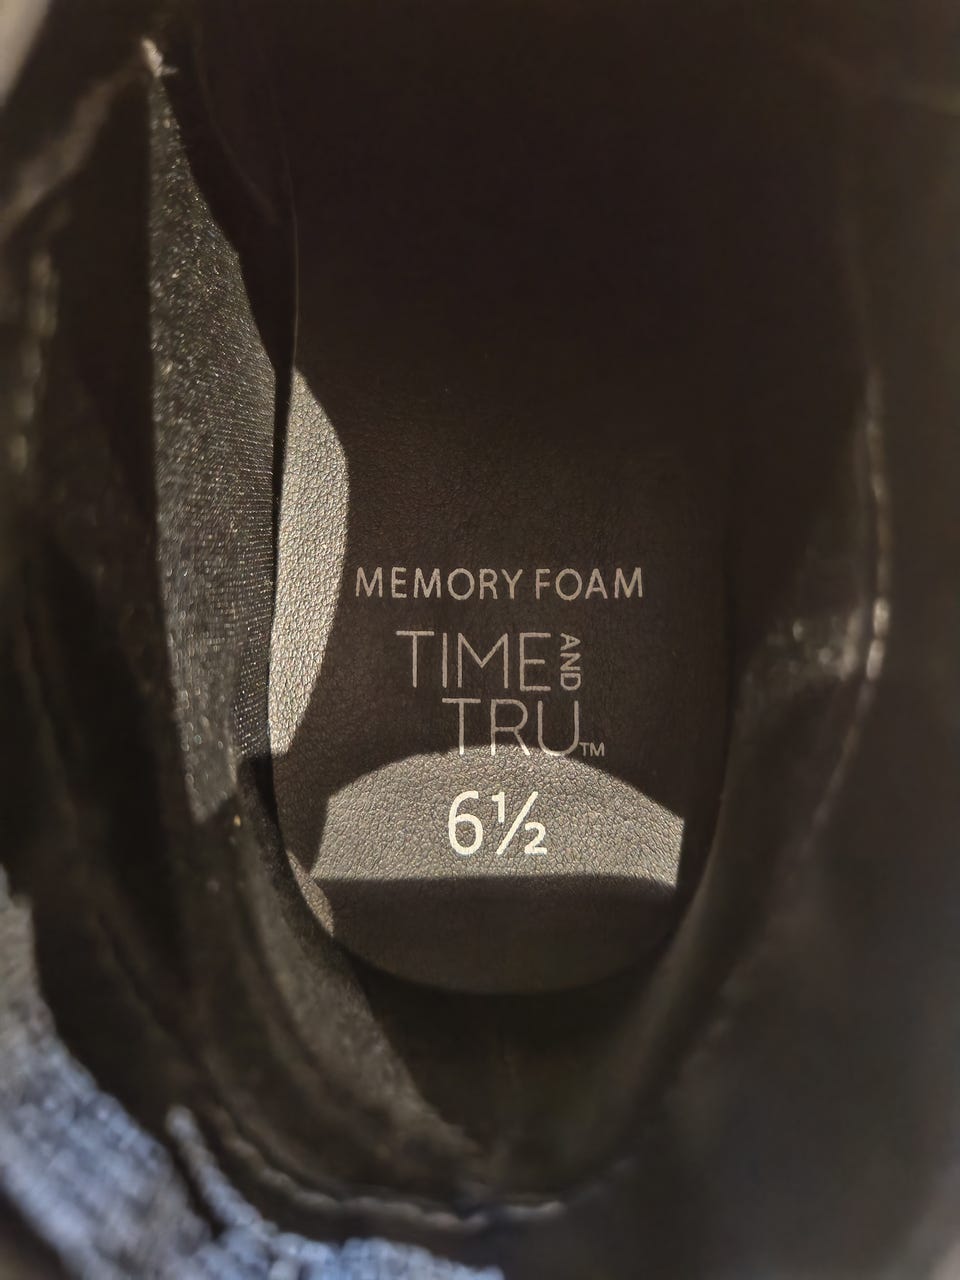 MEMORY FOAM
TIME AND
TRU™
6½